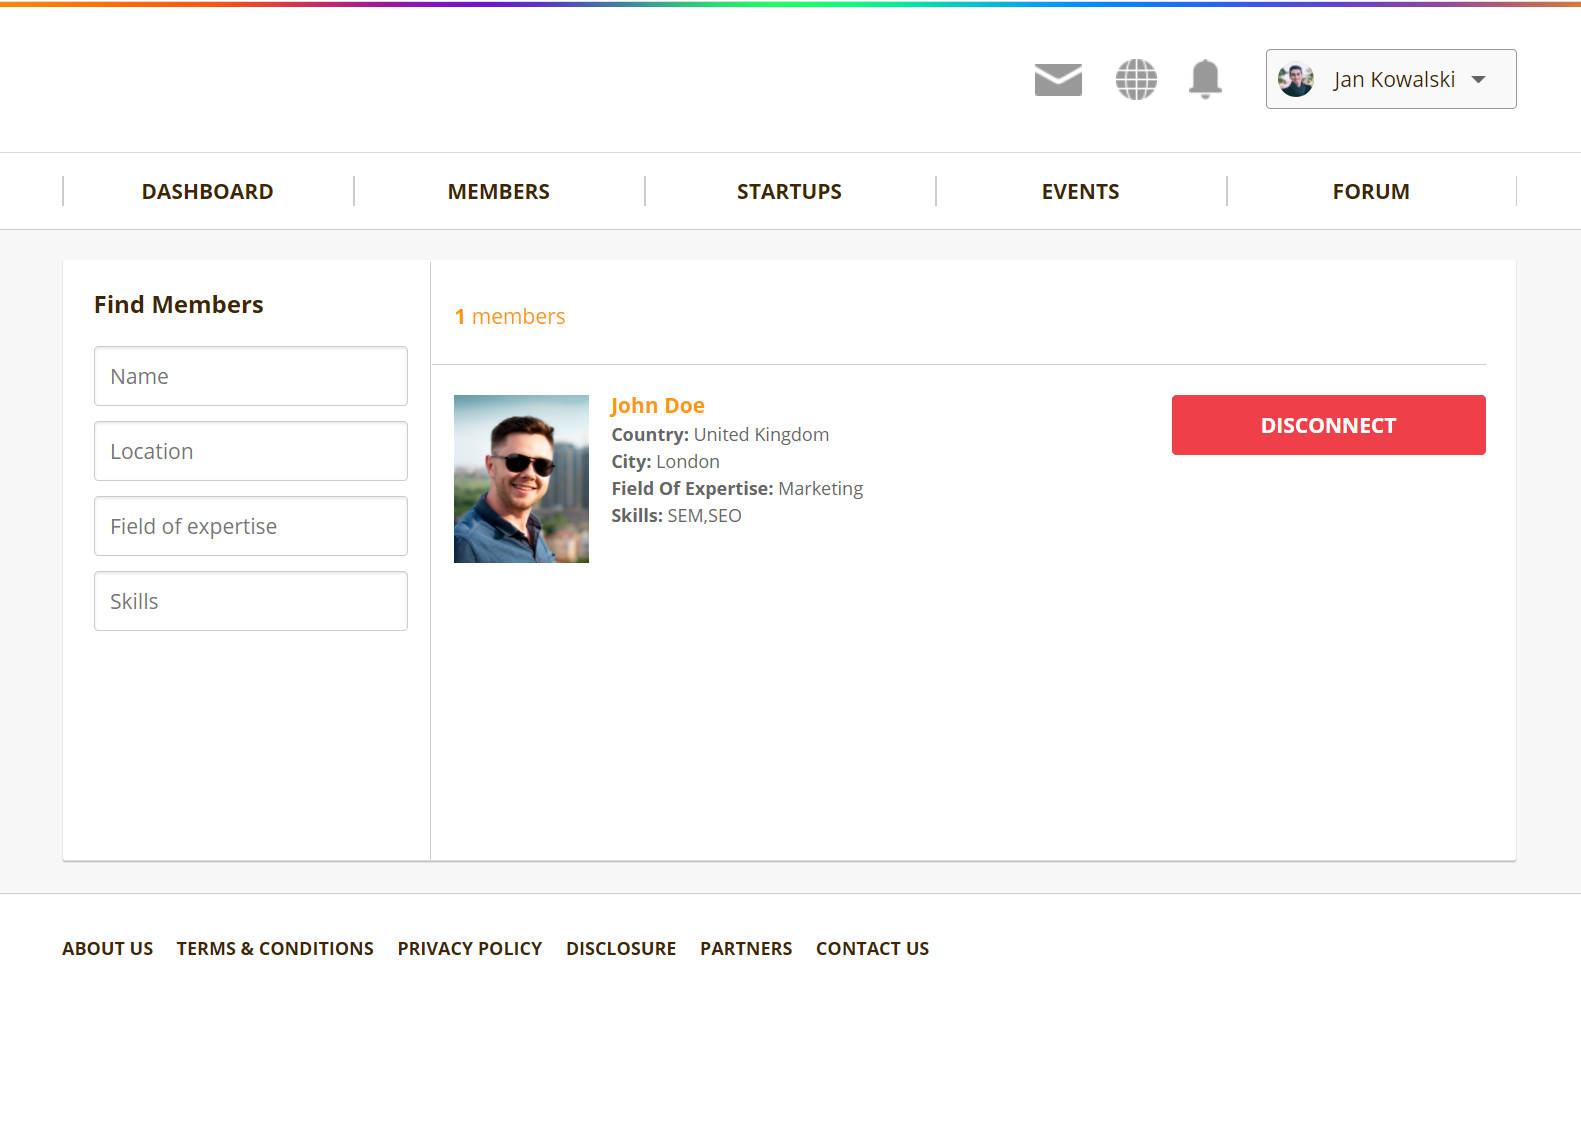 Jan Kowalski
DASHBOARD
MEMBERS
STARTUPS
EVENTS
FORUM
Find Members
Name
Location
Field of expertise
Skills
1 members
John Doe
Country: United Kingdom
City: London
Field Of Expertise: Marketing
Skills: SEM,SEO
DISCONNECT
ABOUT US
TERMS & CONDITIONS
PRIVACY POLICY
DISCLOSURE
PARTNERS
CONTACT US